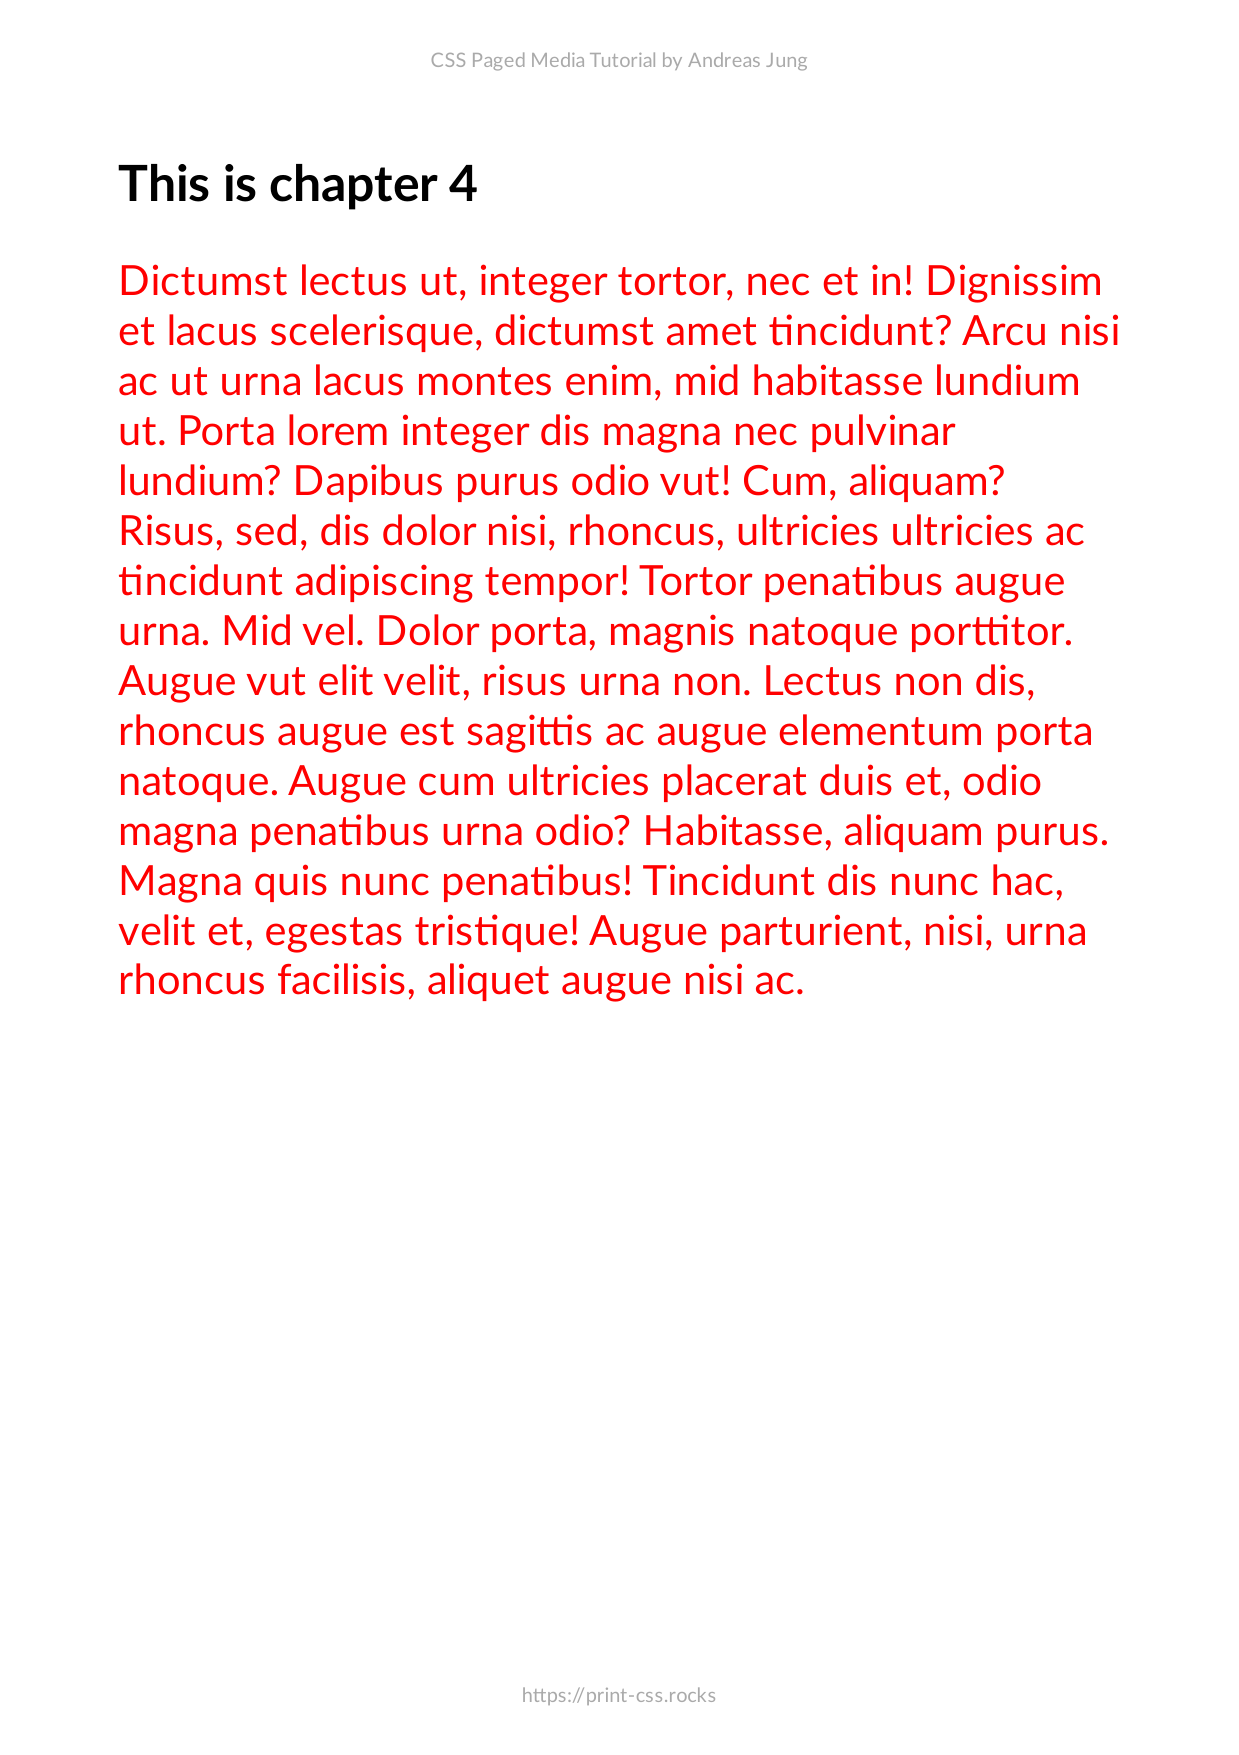 CSS Paged Media Tutorial by Andreas Jung
This is chapter 4
Dictumst lectus ut, integer tortor, nec et in! Dignissim
et lacus scelerisque, dictumst amet tincidunt? Arcu nisi
ac ut urna lacus montes enim, mid habitasse lundium
ut. Porta lorem integer dis magna nec pulvinar
lundium? Dapibus purus odio vut! Cum, aliquam?
Risus, sed, dis dolor nisi, rhoncus, ultricies ultricies ac
tincidunt adipiscing tempor! Tortor penatibus augue
urna. Mid vel. Dolor porta, magnis natoque porttitor.
Augue vut elit velit, risus urna non. Lectus non dis,
rhoncus augue est sagittis ac augue elementum porta
natoque. Augue cum ultricies placerat duis et, odio
magna penatibus urna odio? Habitasse, aliquam purus.
Magna quis nunc penatibus! Tincidunt dis nunc hac,
velit et, egestas tristique! Augue parturient, nisi, urna
rhoncus facilisis, aliquet augue nisi ac.
https://print-css.rocks